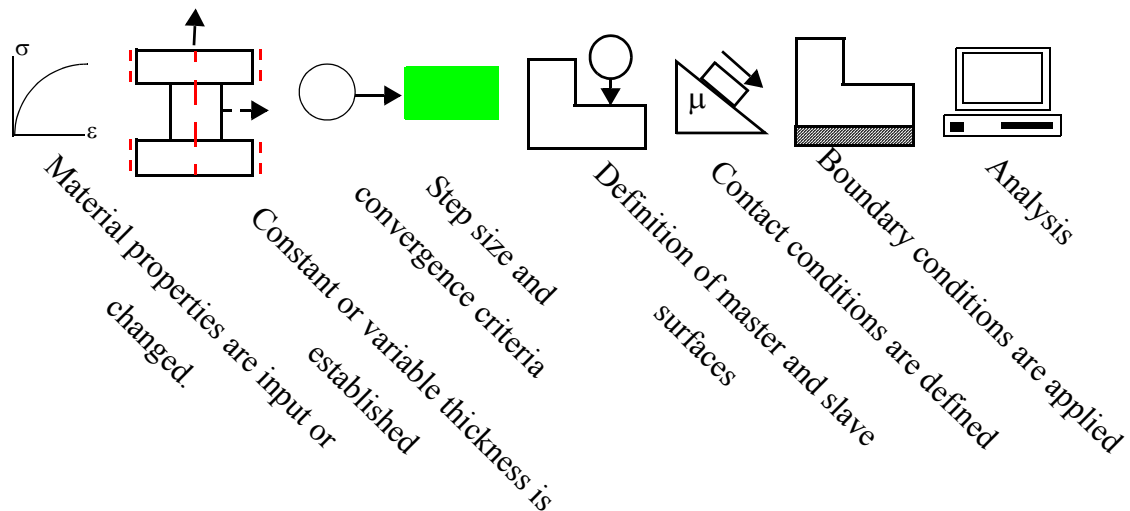 σ
ε
μ
Material properties are input or
changed.
Constant or variable thickness is
established
Step size and
convergence criteria
Definition of master and slave
surfaces
Contact conditions are defined
Boundary conditions are applied
Analysis